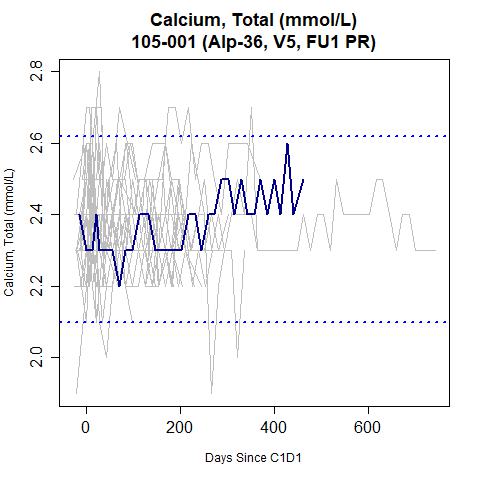 Calcium, Total (mmol/L)
105-001 (Alp-36, V5, FU1 PR)
Calcium, Total (mmol/L)
2.8
2.6
2.4
2.2
2.0
0
200
400
600
Days Since C1D1